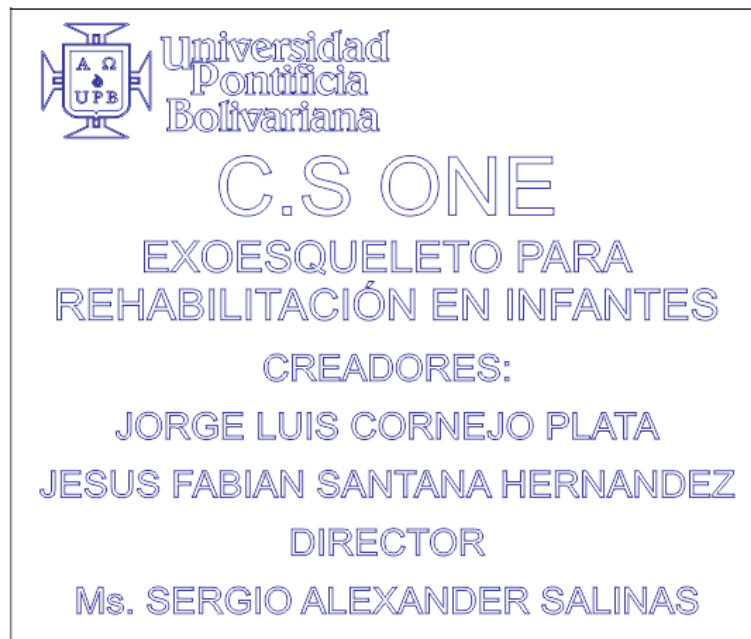 Α Ω
UPB
Universidad
Pontificia
Bolivariana
C.S ONE
EXOESQUELETO PARA
REHABILITACIÓN EN INFANTES
CREADORES:
JORGE LUIS CORNEJO PLATA
JESUS FABIAN SANTANA HERNANDEZ
DIRECTOR
Ms. SERGIO ALEXANDER SALINAS